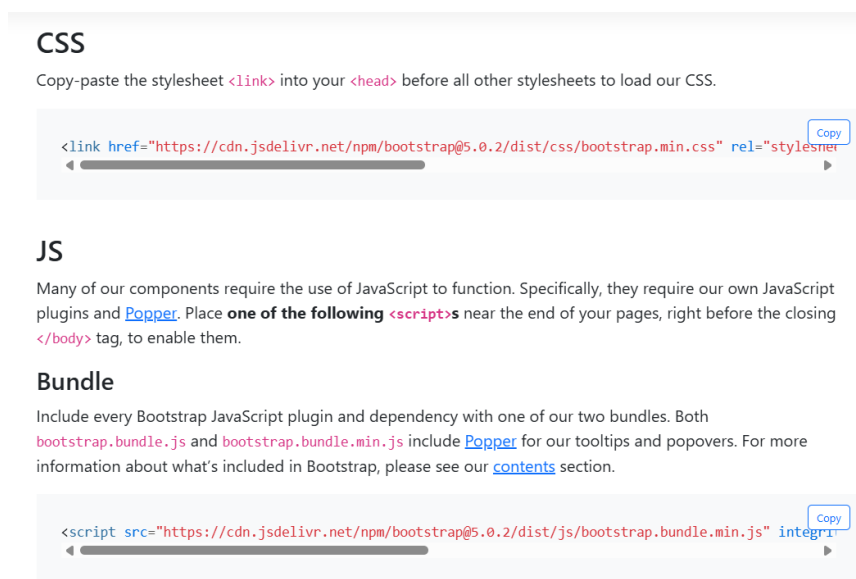 CSS
Copy-paste the stylesheet <link> into your <head> before all other stylesheets to load our CSS.
Copy
<link href="https://cdn.jsdelivr.net/npm/bootstrap@5.0.2/dist/css/bootstrap.min.css" rel="styleshe
JS
Many of our components require the use of JavaScript to function. Specifically, they require our own JavaScript
plugins and Popper. Place one of the following <script>s near the end of your pages, right before the closing
</body> tag, to enable them.
Bundle
Include every Bootstrap JavaScript plugin and dependency with one of our two bundles. Both
bootstrap.bundle.js and bootstrap.bundle.min.js include Popper for our tooltips and popovers. For more
information about what’s included in Bootstrap, please see our contents section.
Copy
<script src="https://cdn.jsdelivr.net/npm/bootstrap@5.0.2/dist/js/bootstrap.bundle.min.js" integri